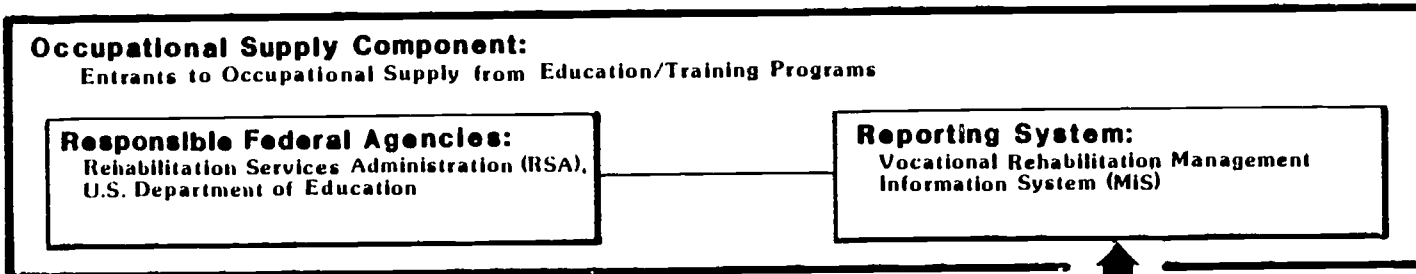 Occupational Supply Component:
Entrants to Occupational Supply from Education/Training Programs
Responsible Federal Agencies:
Rehabilitation Services Administration (RSA),
U.S. Department of Education
Reporting System:
Vocational Rehabilitation Management
Information System (MIS)